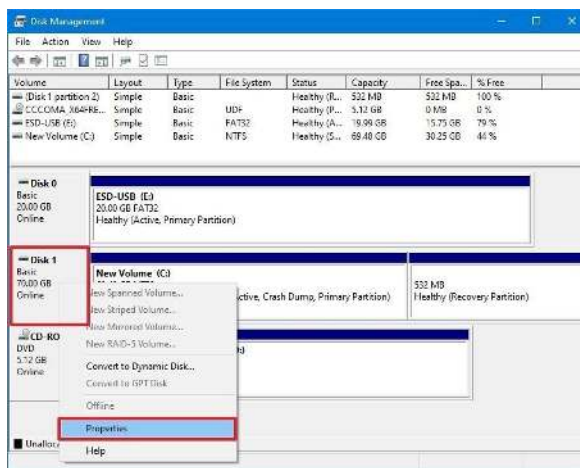 Disk Management
File Action View Help
Volume Layout Type File System Status Capacity Free Spa... % Free
(Disk 1 partition 2) Simple Basic Healthy (R... 532 MB 532 MB 100 %
CCCOMA_X64FRE... Simple Basic UDF Healthy (P... 5.12 GB 0 MB 0 %
ESD-USB (E:) Simple Basic FAT32 Healthy (A... 19.99 GB 15.75 GB 79 %
New Volume (C:) Simple Basic NTFS Healthy (S... 69.48 GB 30.25 GB 44 %
Disk 0
Basic
20.00 GB
Online
ESD-USB (E:)
20.00 GB FAT32
Healthy (Active, Primary Partition)
Disk 1
Basic
70.00 GB
Online
New Volume (C:)
ctive, Crash Dump, Primary Partition)
532 MB
Healthy (Recovery Partition)
New Spanned Volume...
New Striped Volume...
New Mirrored Volume...
New RAID-5 Volume...
Convert to Dynamic Disk...
Convert to GPT Disk
Offline
Properties
Help
CD-RO
DVD
5.12 GB
Online
Unalloc